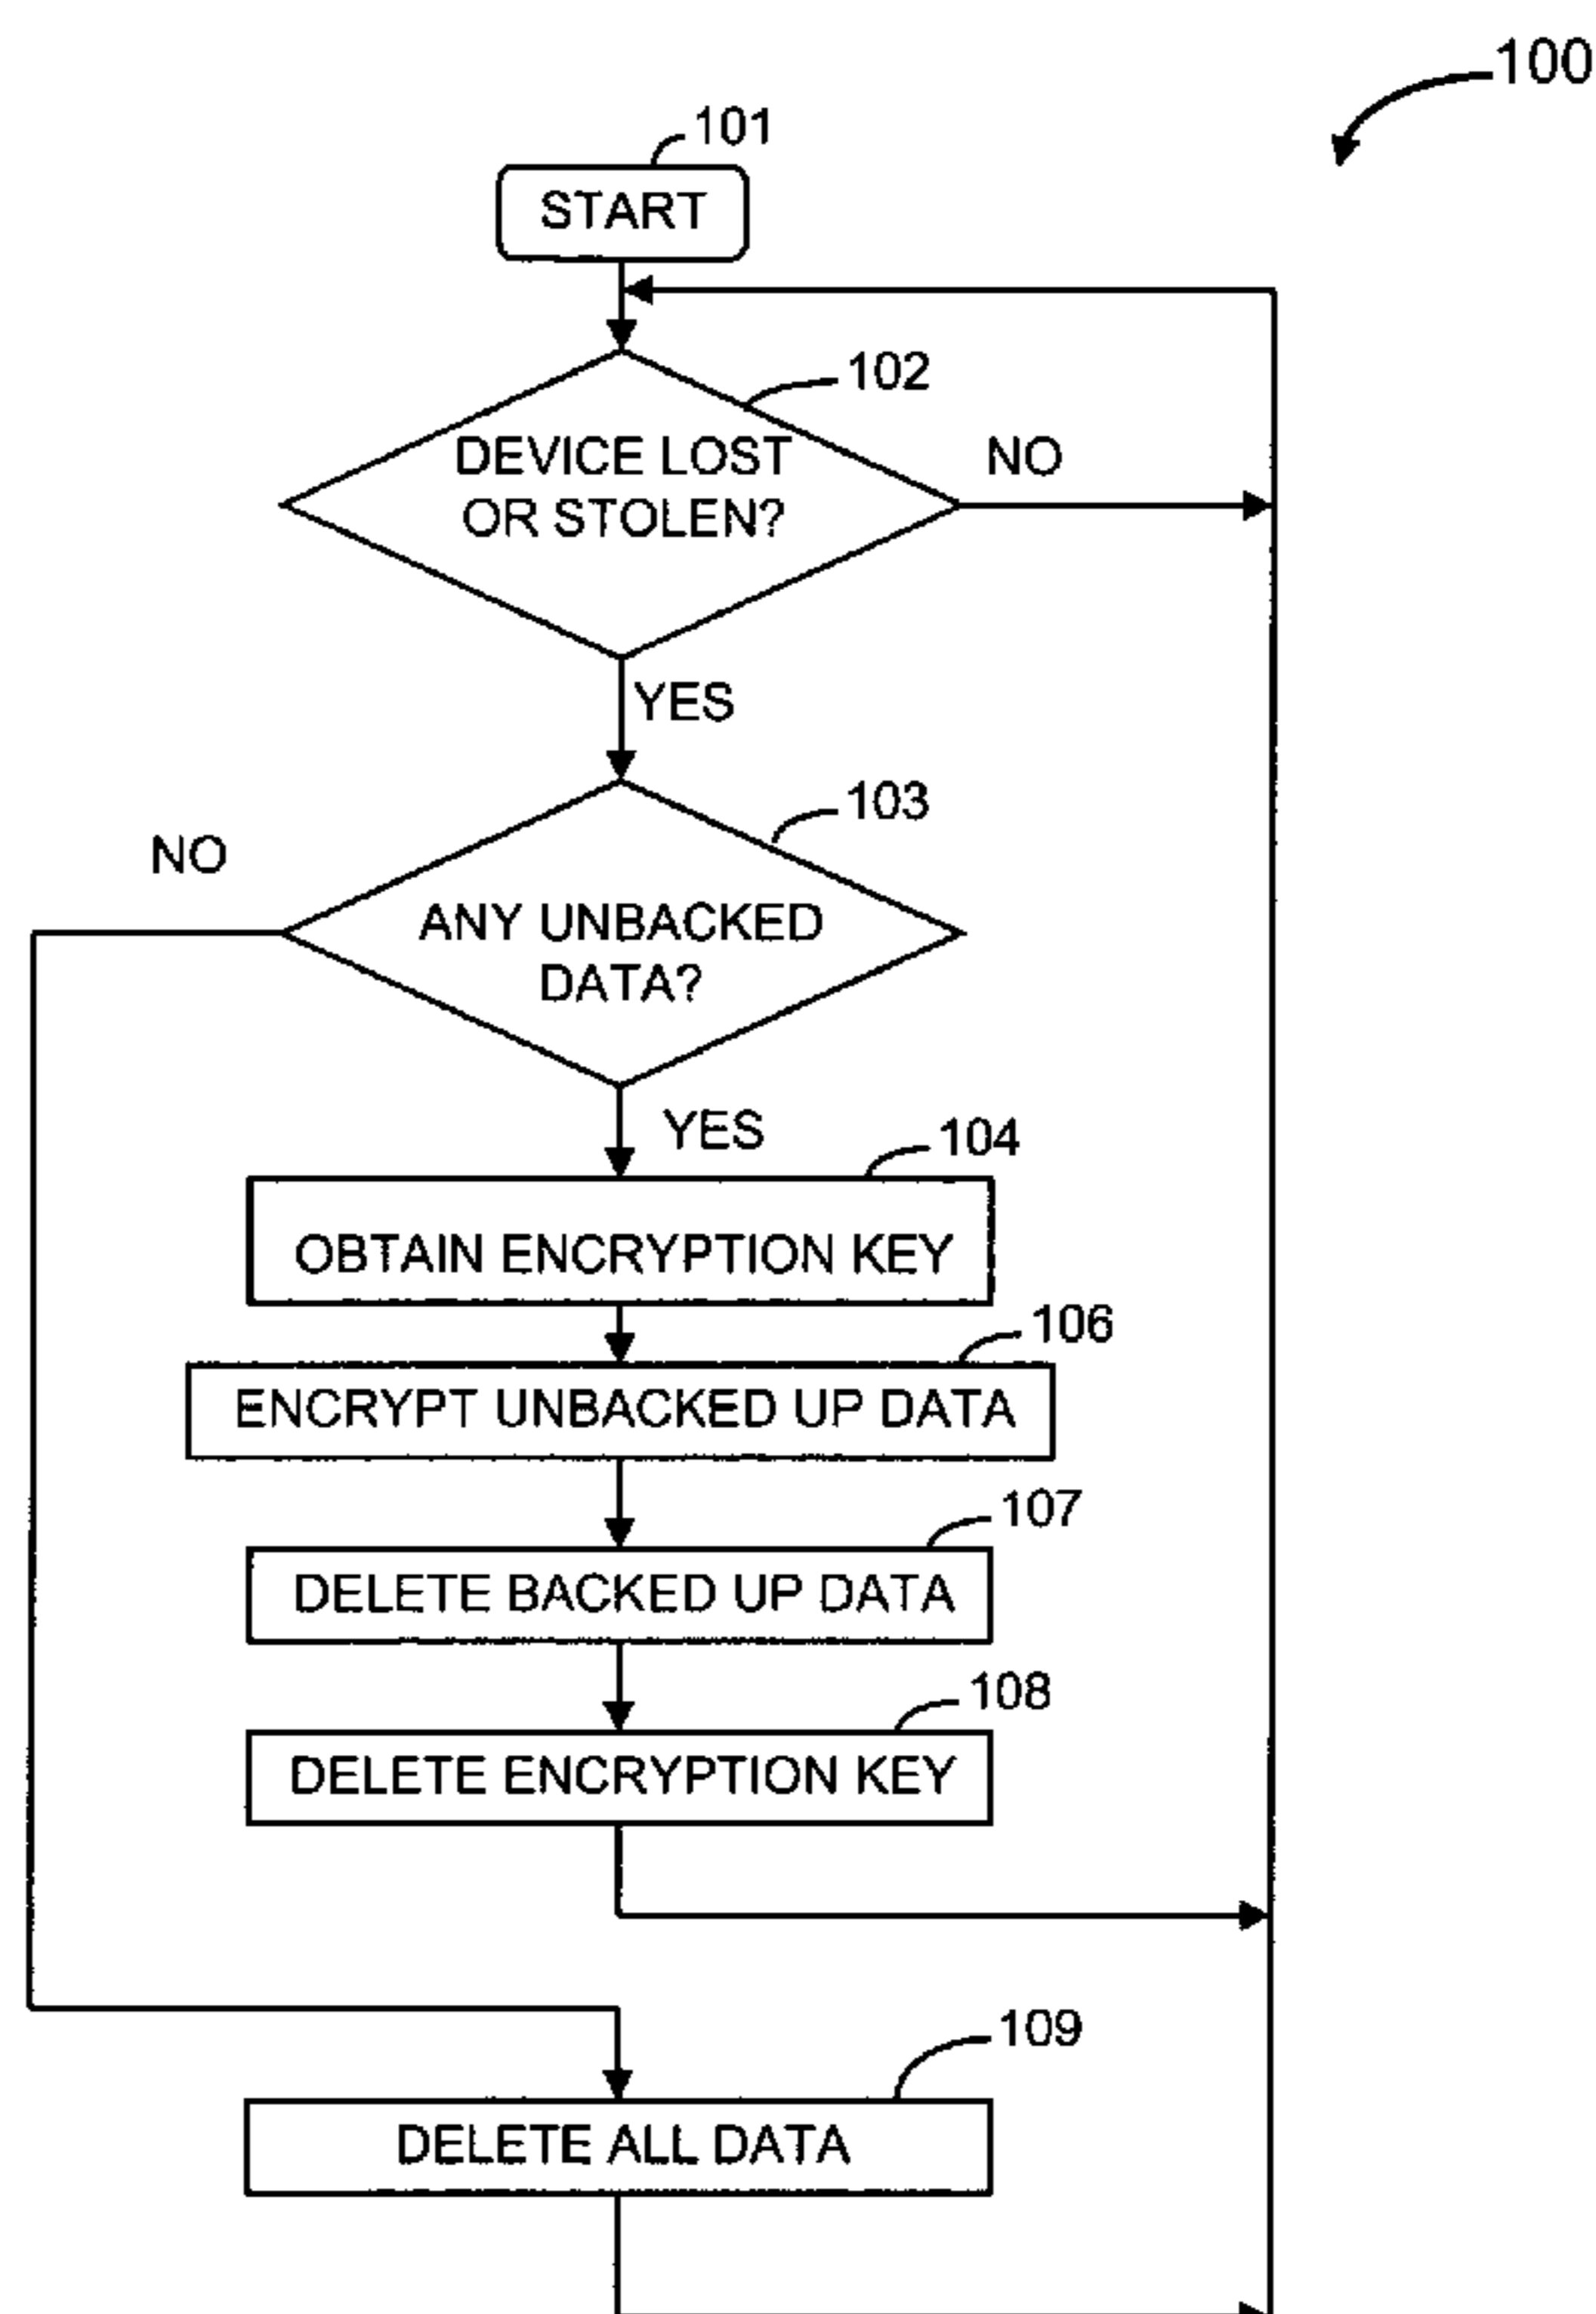 100
101
START
102
DEVICE LOST
OR STOLEN?
NO
YES
103
NO
ANY UNBACKED
DATA?
YES
104
OBTAIN ENCRYPTION KEY
106
ENCRYPT UNBACKED UP DATA
107
DELETE BACKED UP DATA
108
DELETE ENCRYPTION KEY
109
DELETE ALL DATA